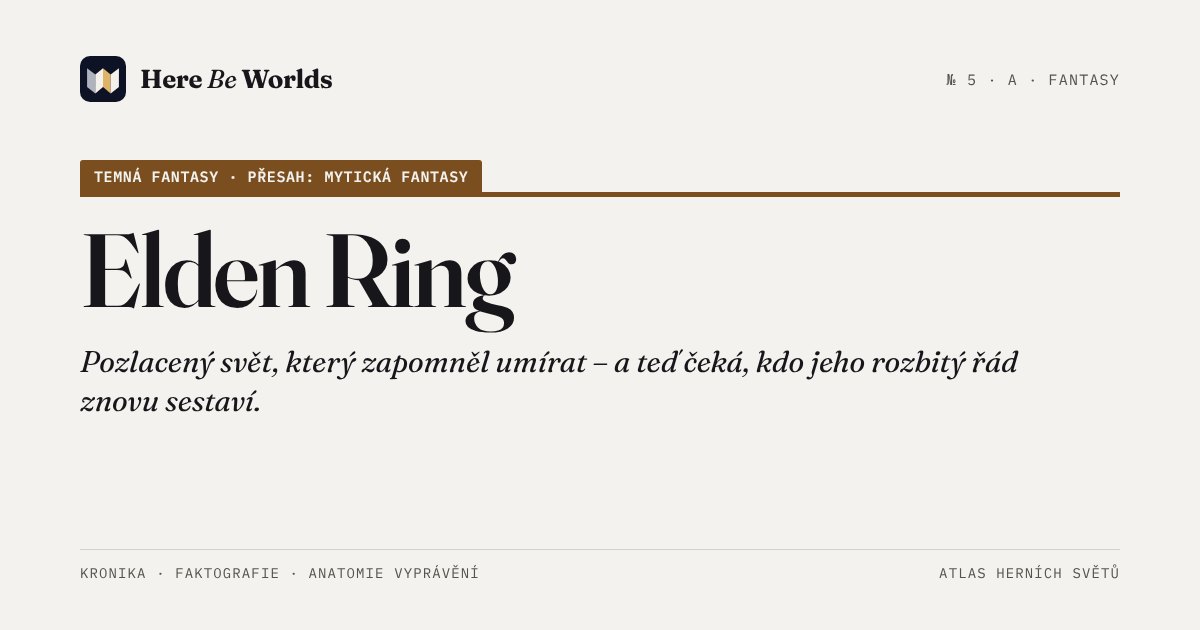 Here Be Worlds
№ 5 · A · FANTASY
TEMNÁ FANTASY · PŘESAH: MYTICKÁ FANTASY
Elden Ring
Pozlacený svět, který zapomněl umírat – a teď čeká, kdo jeho rozbitý řád
znovu sestaví.
KRONIKA · FAKTOGRAFIE · ANATOMIE VYPRÁVĚNÍ
ATLAS HERNÍCH SVĚTŮ